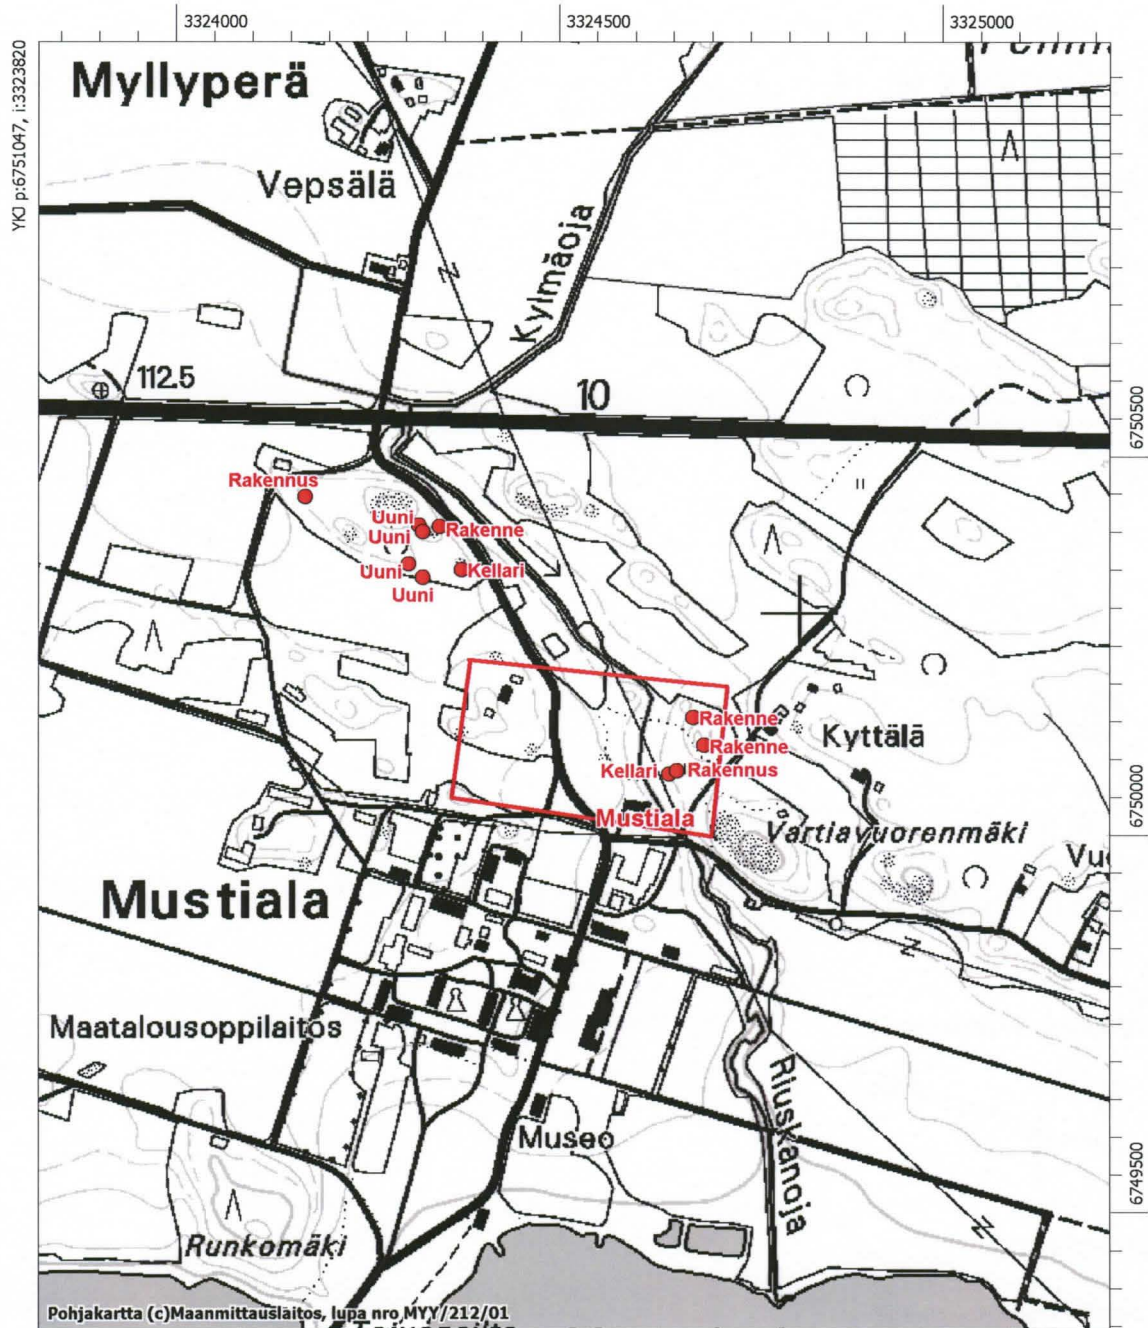 3324000
3324500
3325000
YKJ p:6751047, i:3323820
Myllyperä
Vepsälä
Kylmäoja
112.5
10
6750500
Rakennus
Uuni
Uuni
Rakenne
Uuni
Kellari
Uuni
Rakenne
Rakenne
Kellari
Rakennus
Kyttälä
Mustiala
6750000
Vartiavuorenmäki
Mustiala
Maatalousoppilaitos
Museo
Riuskanoja
6749500
Runkomäki
Pohjakartta (c)Maanmittauslaitos, lupa nro MYY/212/01